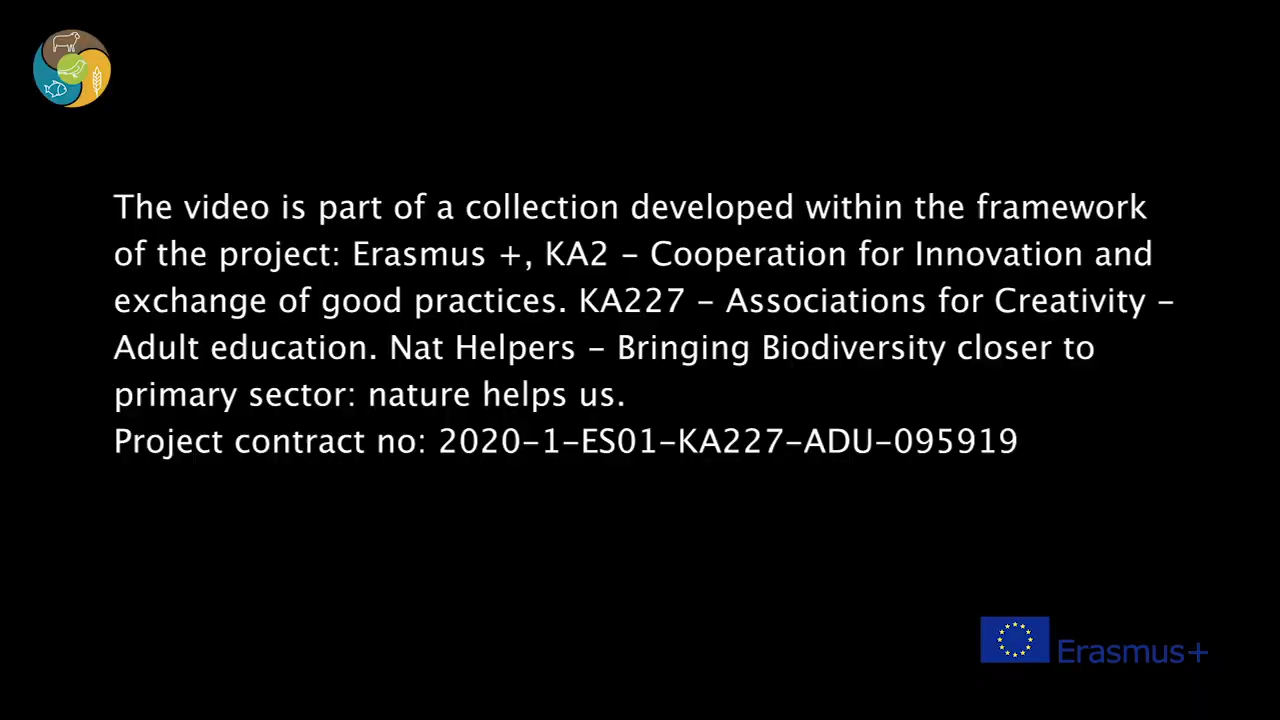 The video is part of a collection developed within the framework
of the project: Erasmus +, KA2 – Cooperation for Innovation and
exchange of good practices. KA227 – Associations for Creativity –
Adult education. Nat Helpers – Bringing Biodiversity closer to
primary sector: nature helps us.
Project contract no: 2020-1-ES01-KA227-ADU-095919
Erasmus+